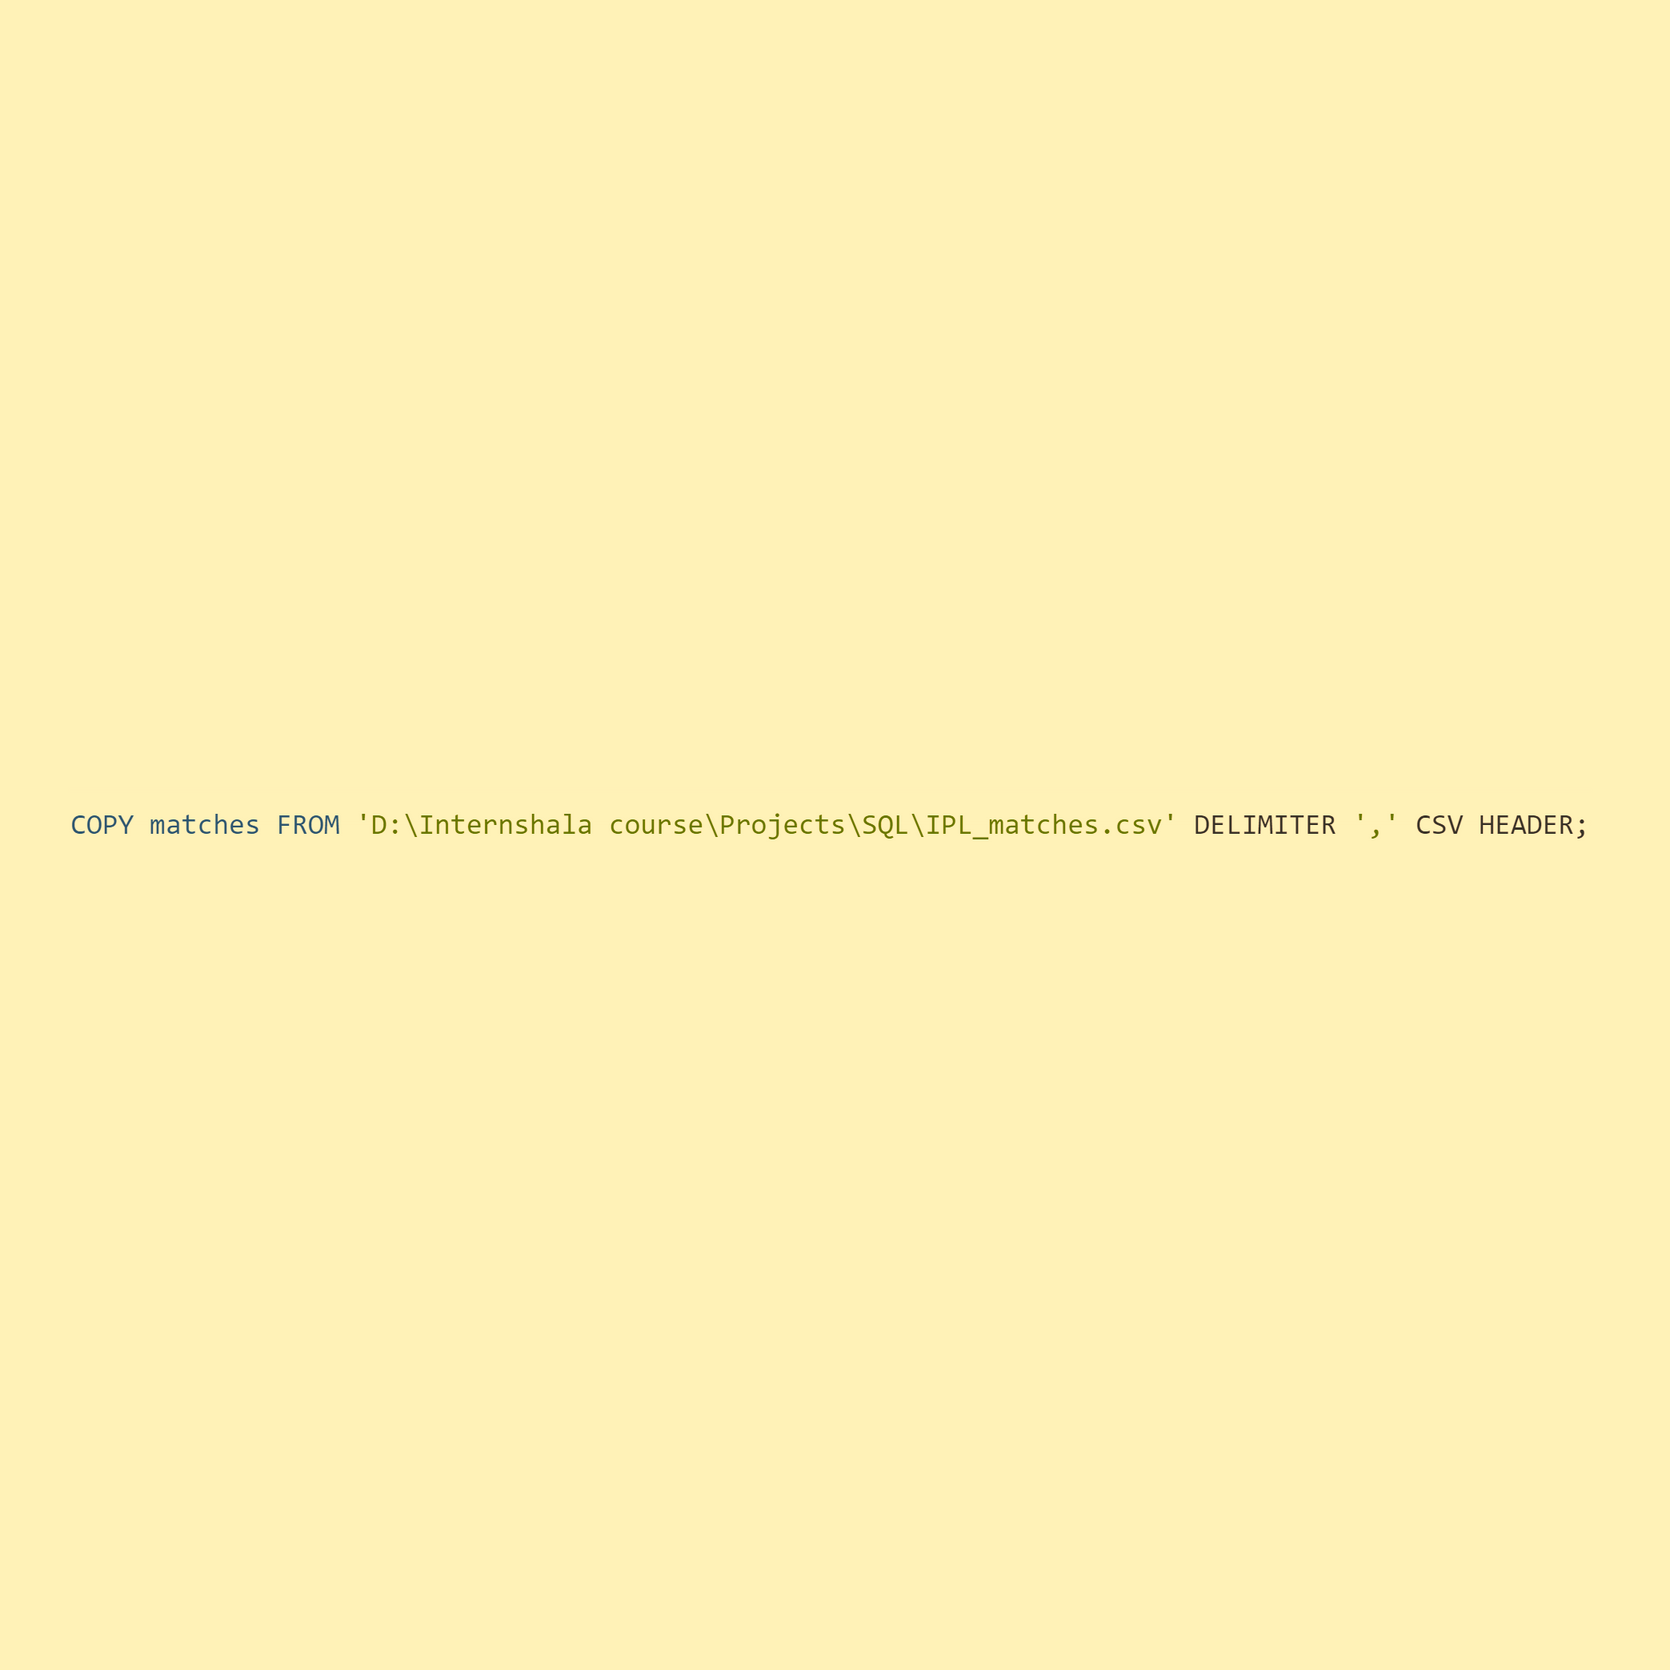 COPY matches FROM 'D:\Internshala course\Projects\SQL\IPL_matches.csv' DELIMITER ',' CSV HEADER;